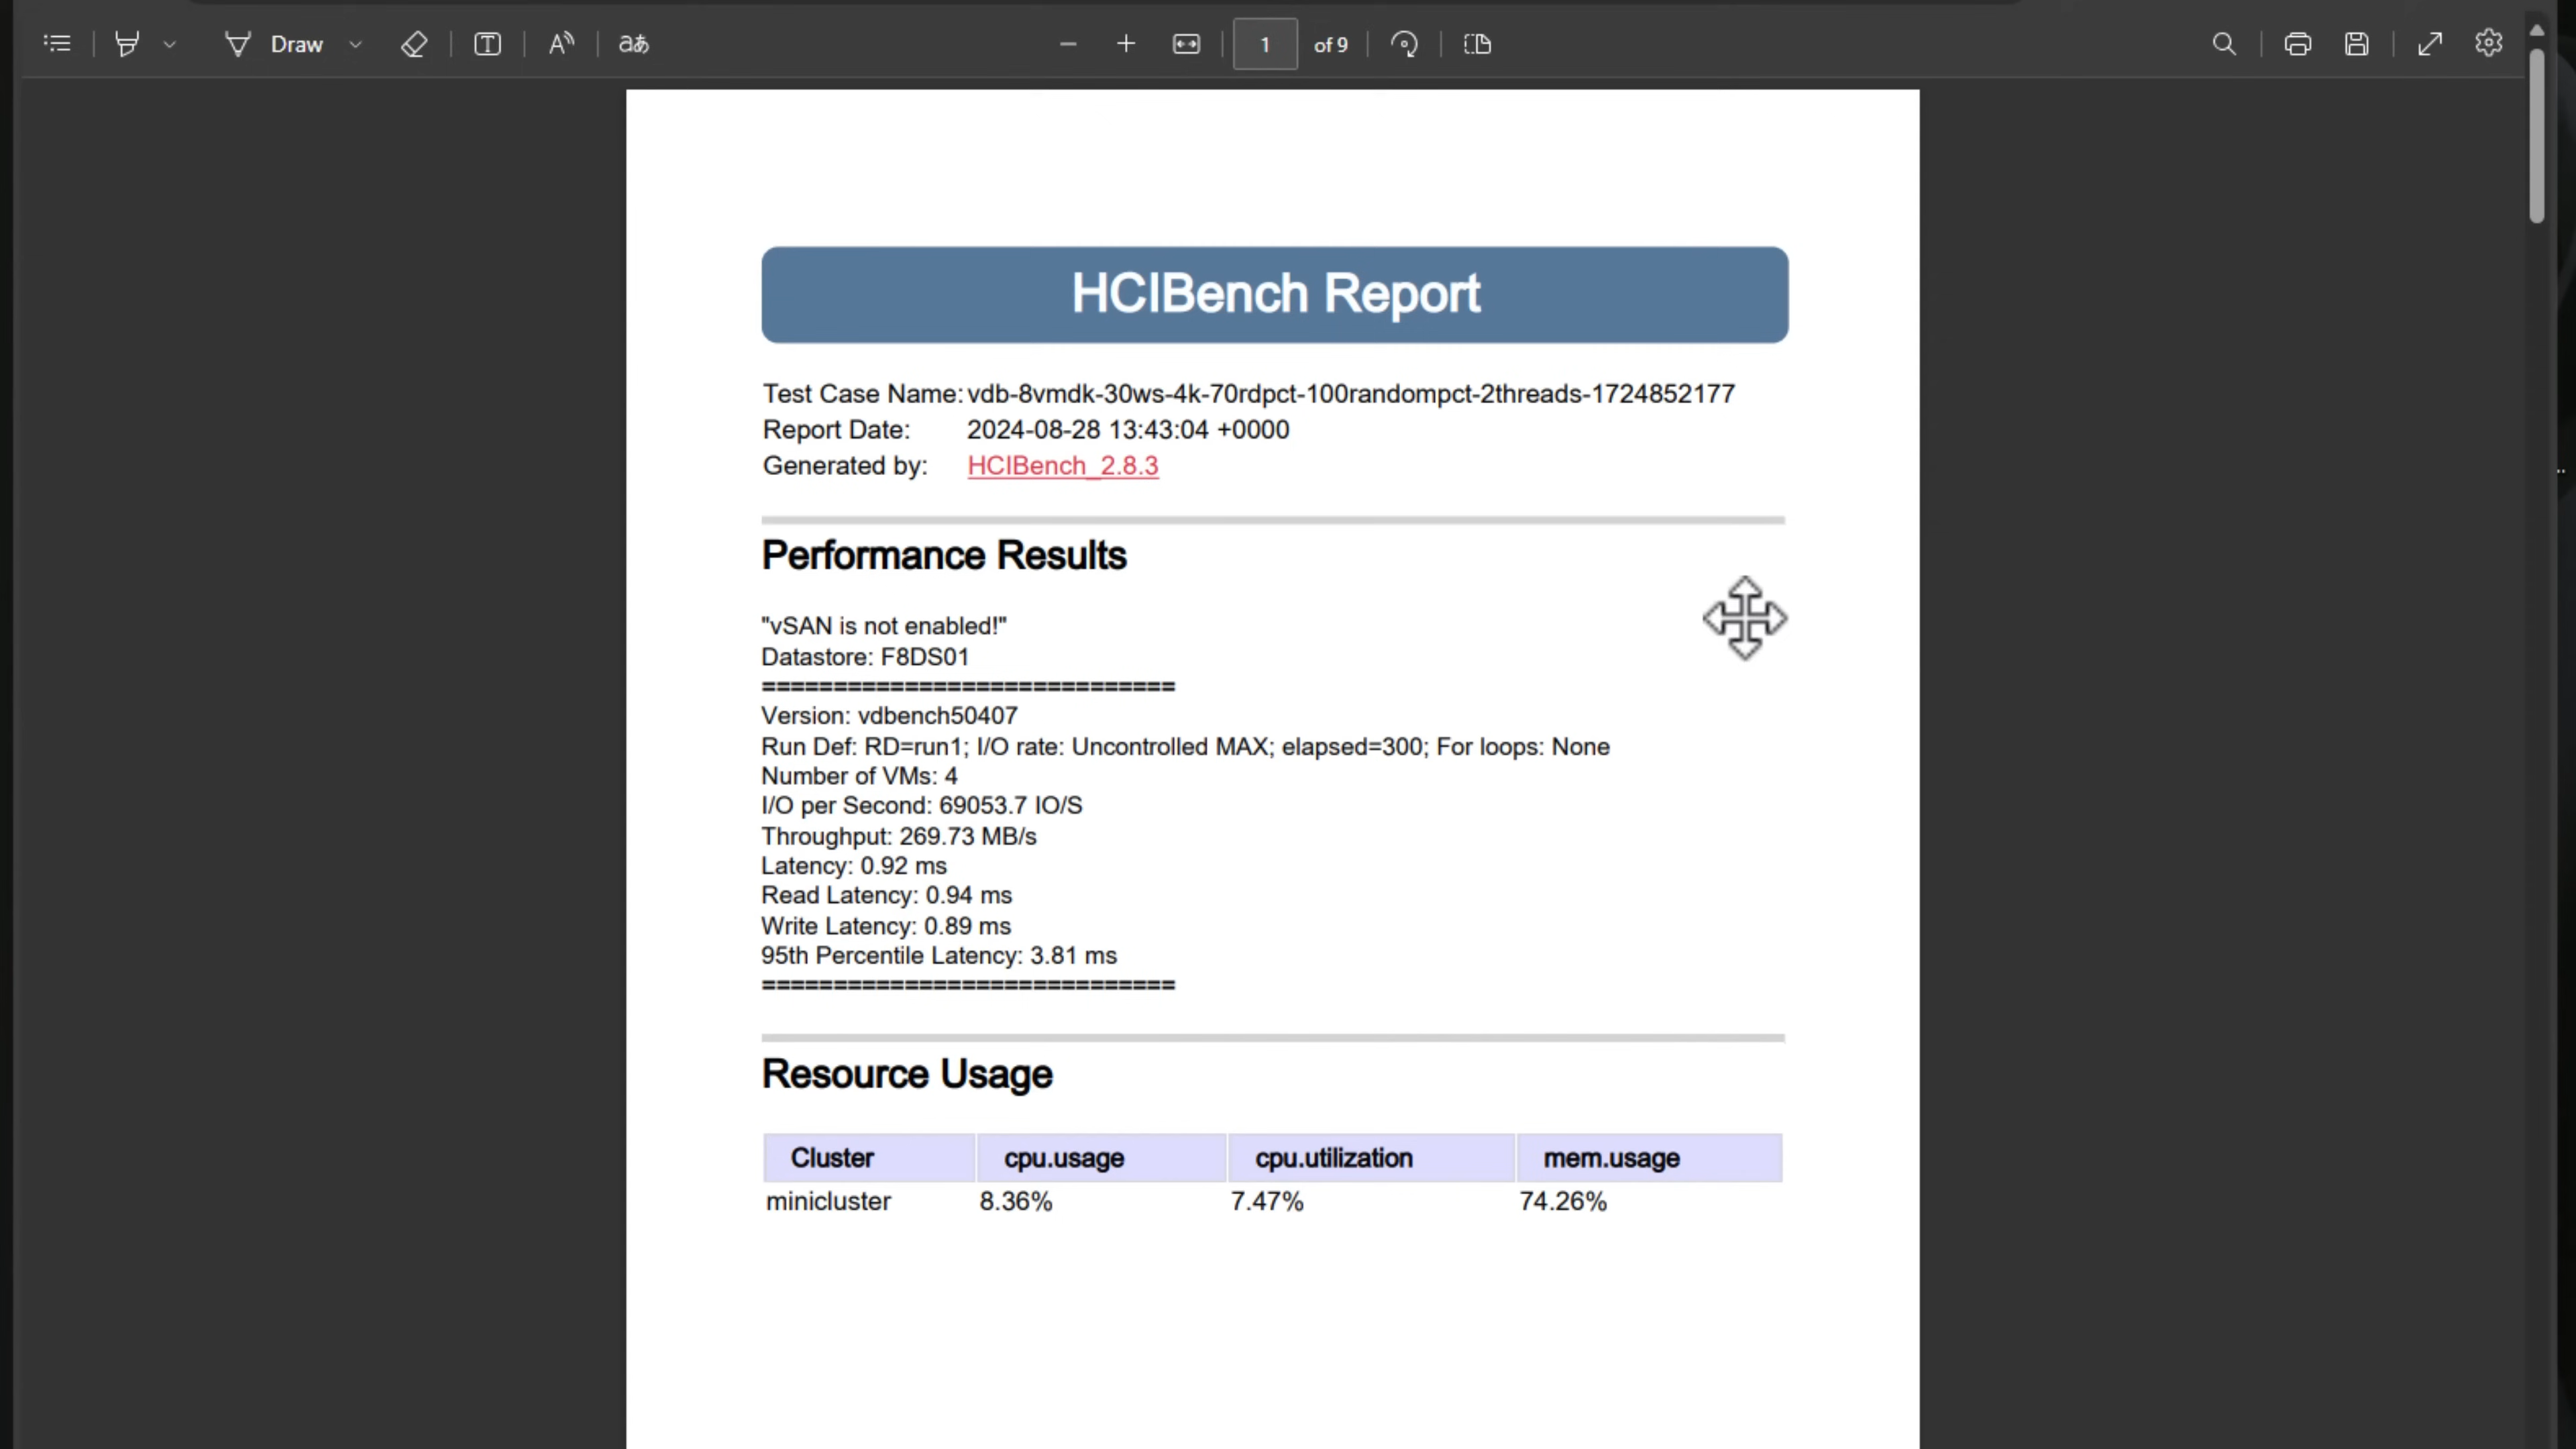 Draw
aあ
1 of 9
HCIBench Report
Test Case Name: vdb-8vmdk-30ws-4k-70rdpct-100randompct-2threads-1724852177
Report Date: 2024-08-28 13:43:04 +0000
Generated by: HCIBench_2.8.3
Performance Results
"vSAN is not enabled!"
Datastore: F8DS01
=============================
Version: vdbench50407
Run Def: RD=run1; I/O rate: Uncontrolled MAX; elapsed=300; For loops: None
Number of VMs: 4
I/O per Second: 69053.7 IO/S
Throughput: 269.73 MB/s
Latency: 0.92 ms
Read Latency: 0.94 ms
Write Latency: 0.89 ms
95th Percentile Latency: 3.81 ms
=============================
Resource Usage
Cluster cpu.usage cpu.utilization mem.usage
minicluster 8.36% 7.47% 74.26%